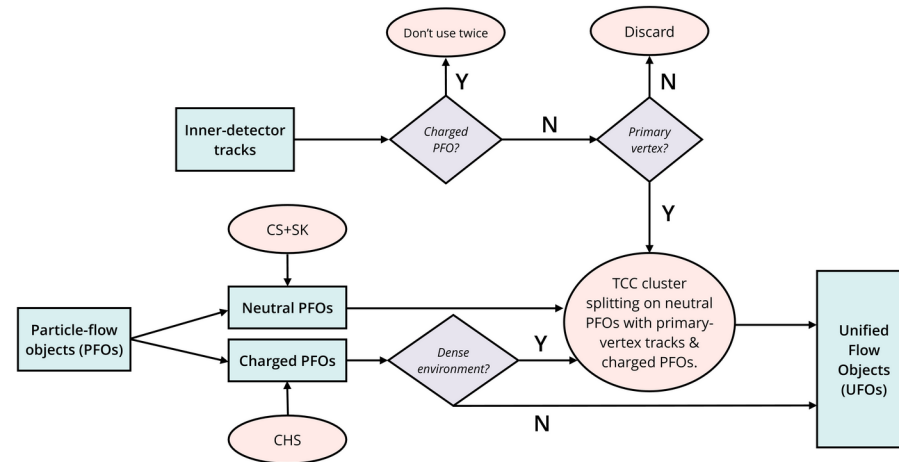 Don't use twice
Discard
Y
N
Inner-detector
tracks
Charged
PFO?
N
Primary
vertex?
Y
CS+SK
Neutral PFOs
TCC cluster
splitting on neutral
PFOs with primary-
vertex tracks &
charged PFOs.
Particle-flow
objects (PFOs)
Charged PFOs
Dense
environment?
Y
N
Unified
Flow
Objects
(UFOs)
CHS